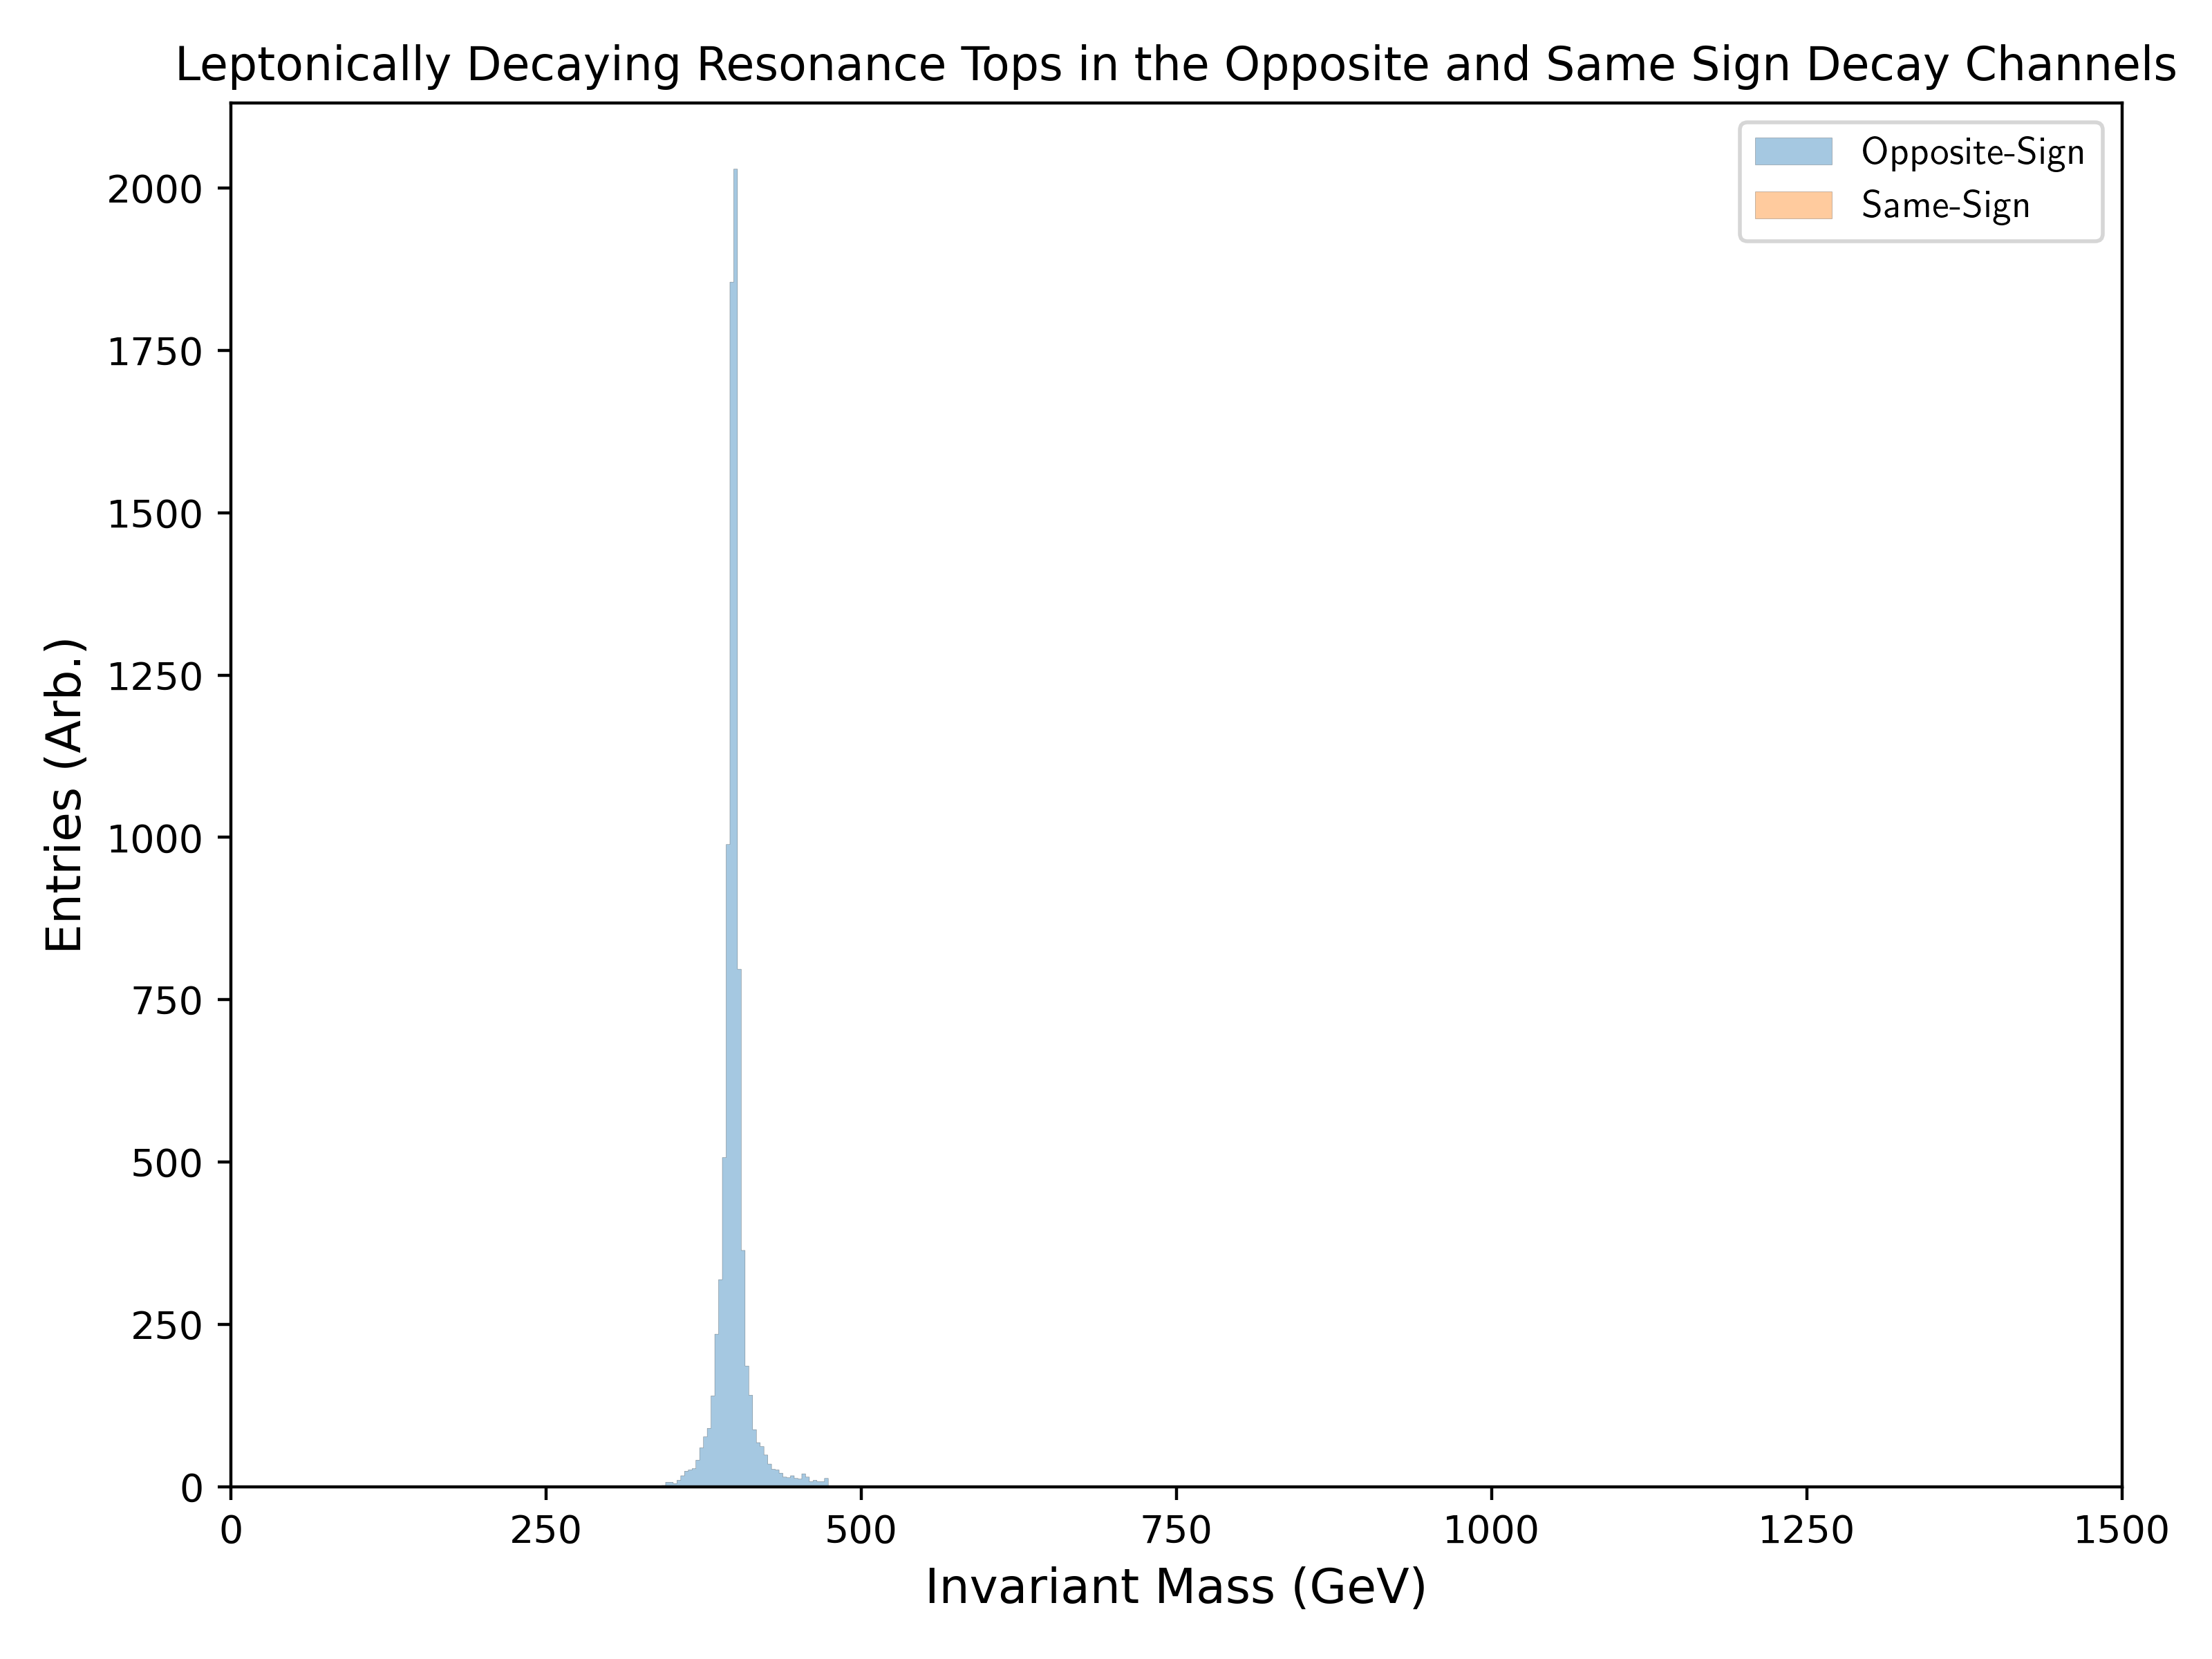 Leptonically Decaying Resonance Tops in the Opposite and Same Sign Decay Channels
Opposite-Sign
Same-Sign
Entries (Arb.)
2000
1750
1500
1250
1000
750
500
250
0
0 250 500 750 1000 1250 1500
Invariant Mass (GeV)